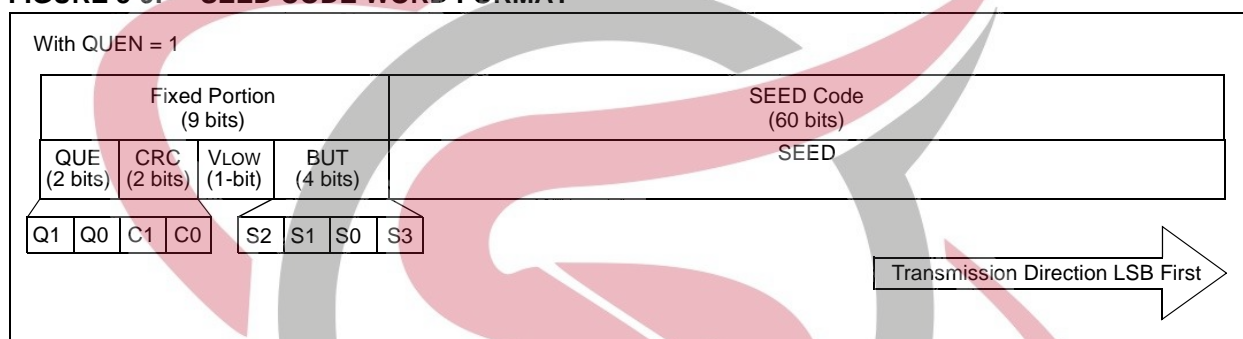 With QUEN = 1
Fixed Portion
(9 bits)
SEED Code
(60 bits)
QUE
(2 bits)
CRC
(2 bits)
VLOW
(1-bit)
BUT
(4 bits)
SEED
Q1 Q0 C1 C0 S2 S1 S0 S3
Transmission Direction LSB First